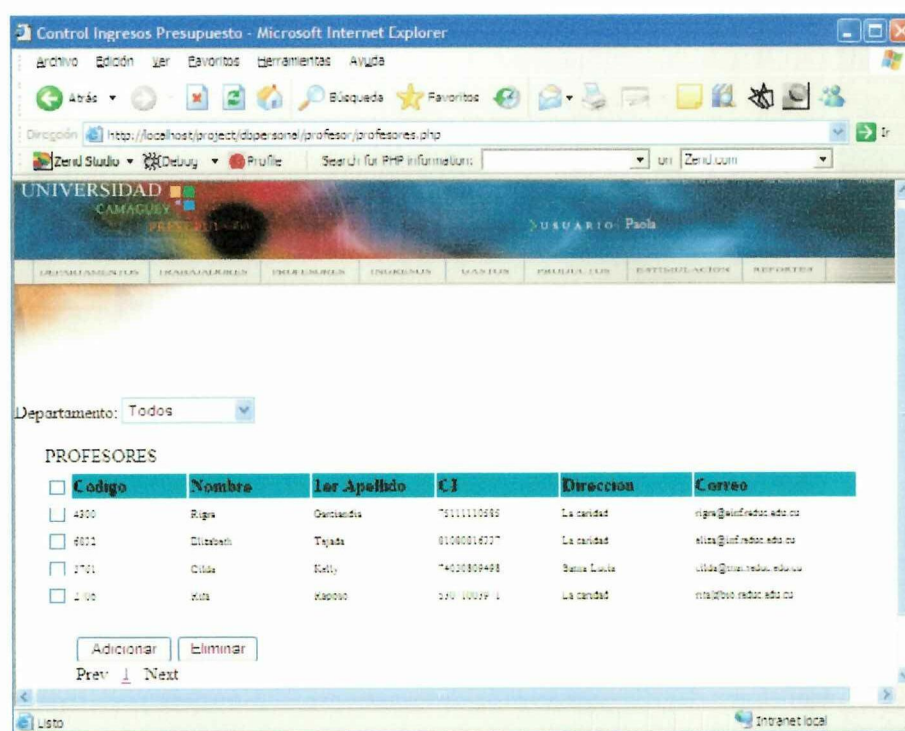 Control Ingresos Presupuesto - Microsoft Internet Explorer
Archivo Edición Ver Favoritos Herramientas Ayuda
Atrás Búsqueda Favoritos
Dirección http://localhost/project/dbpersonal/profesor/profesores.php Ir
Zend Studio Debug Profile Search for PHP information: on Zend.com
UNIVERSIDAD
CAMAGUEY
USUARIO Paola
DEPARTAMENTOS TRABAJADORES PROFESORES INGRESOS GASTOS PRODUCTOS ESTIMULACION REPORTES
Departamento: Todos
PROFESORES
Codigo Nombre 1er Apellido CI Direccion Correo
4300 Rigra Garciandia La caridad
Elizabeth Tejada La caridad
Kelly 74020809498 Santa Lucia
Rita Raposo La caridad
Adicionar Eliminar
Prev 1 Next
Listo Intranet local